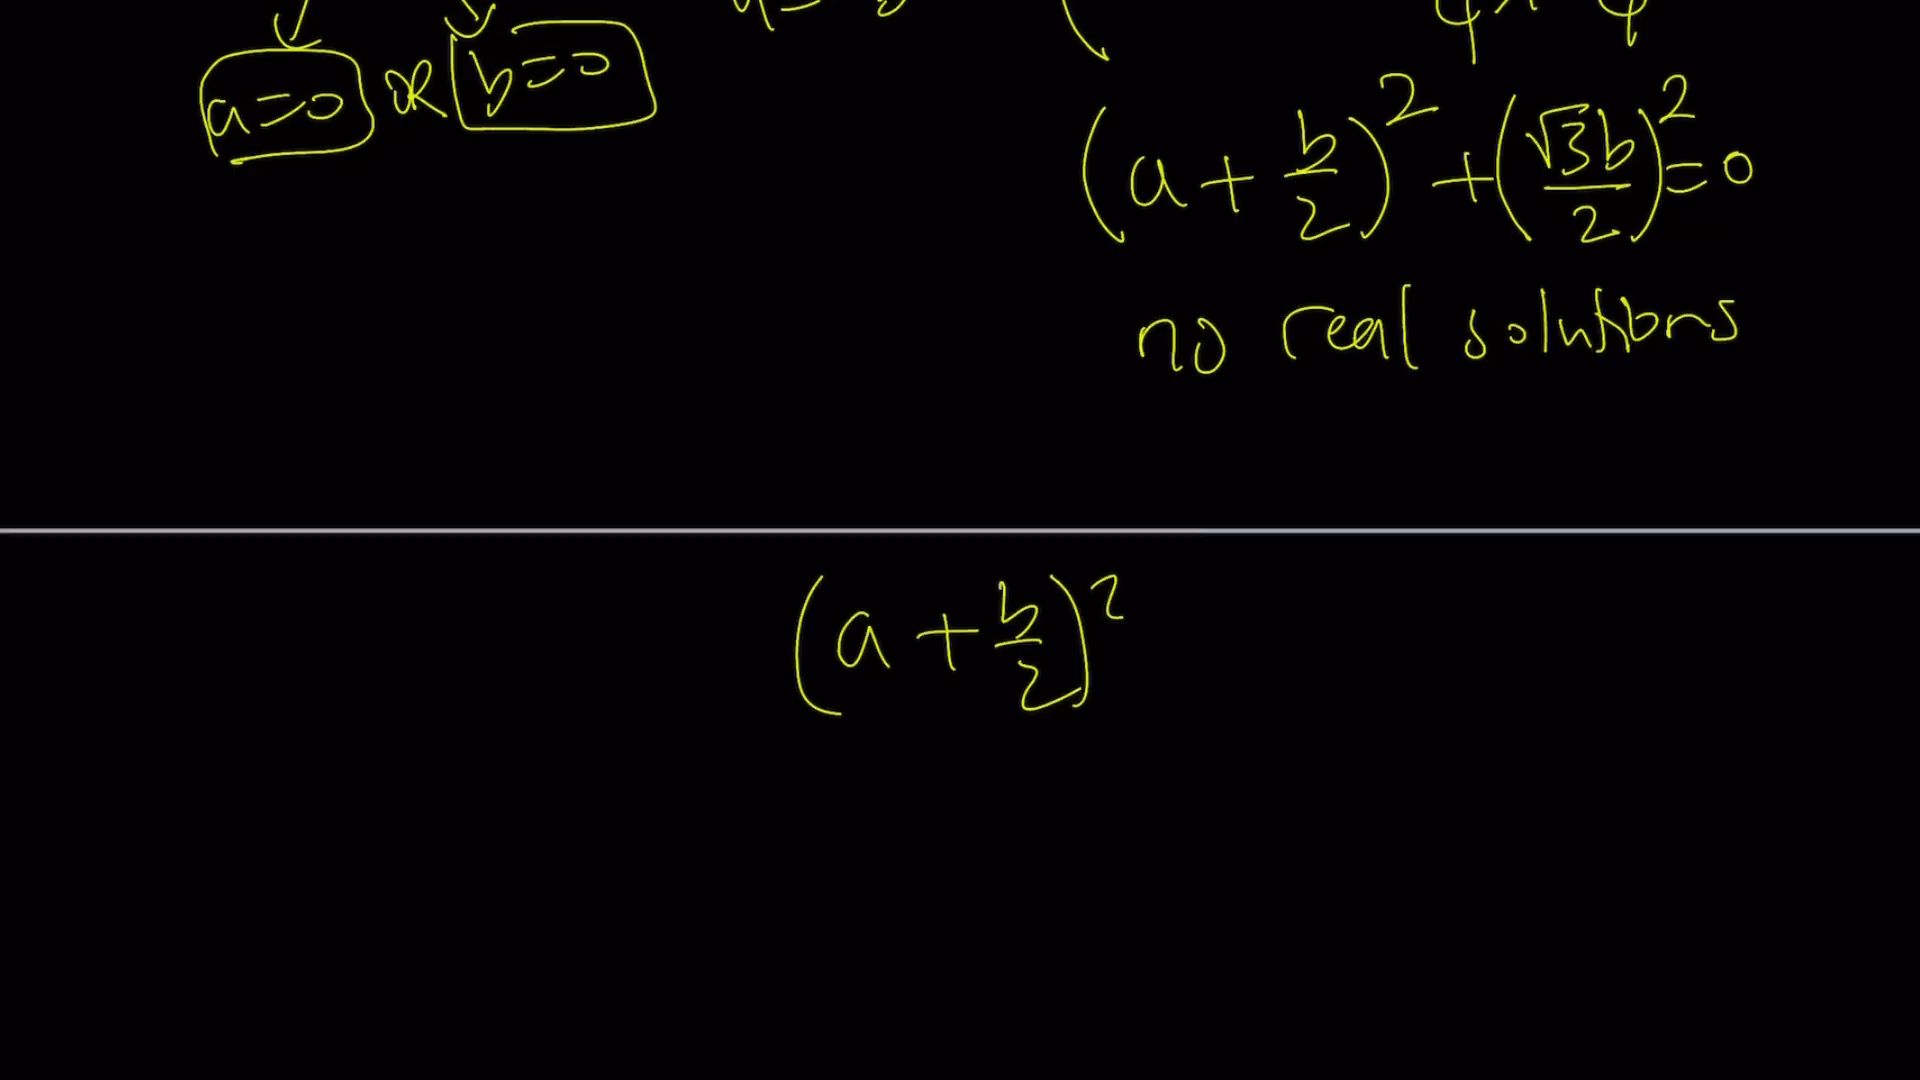 a=0 OR b=0
(a + b/2)² + (√3b/2)² = 0
no real solutions
(a + b/2)²